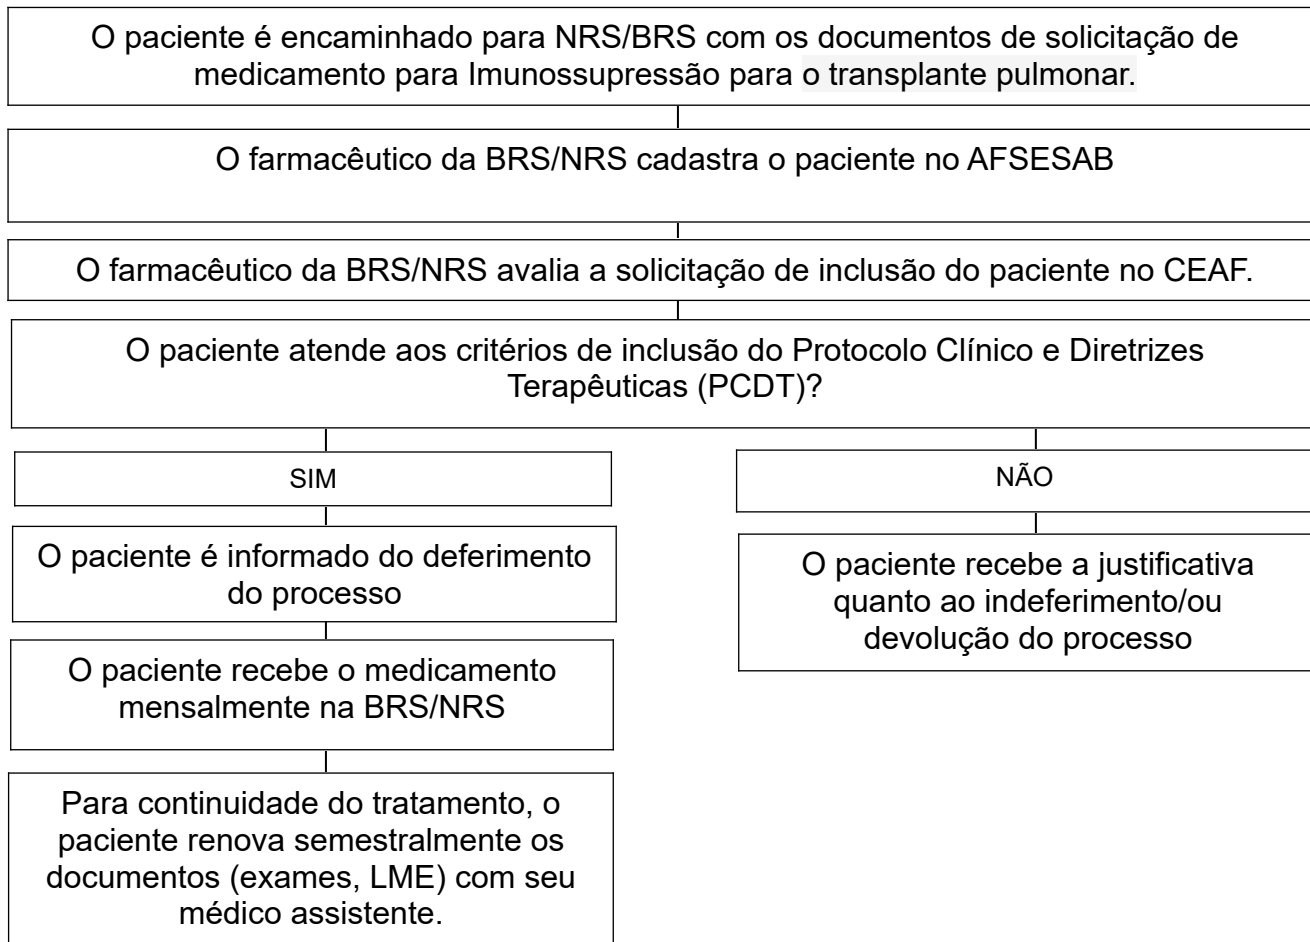 O paciente é encaminhado para NRS/BRS com os documentos de solicitação de
medicamento para Imunossupressão para o transplante pulmonar.
O farmacêutico da BRS/NRS cadastra o paciente no AFSESAB
O farmacêutico da BRS/NRS avalia a solicitação de inclusão do paciente no CEAF.
O paciente atende aos critérios de inclusão do Protocolo Clínico e Diretrizes
Terapêuticas (PCDT)?
SIM
O paciente é informado do deferimento
do processo
O paciente recebe o medicamento
mensalmente na BRS/NRS
Para continuidade do tratamento, o
paciente renova semestralmente os
documentos (exames, LME) com seu
médico assistente.
NÃO
O paciente recebe a justificativa
quanto ao indeferimento/ou
devolução do processo